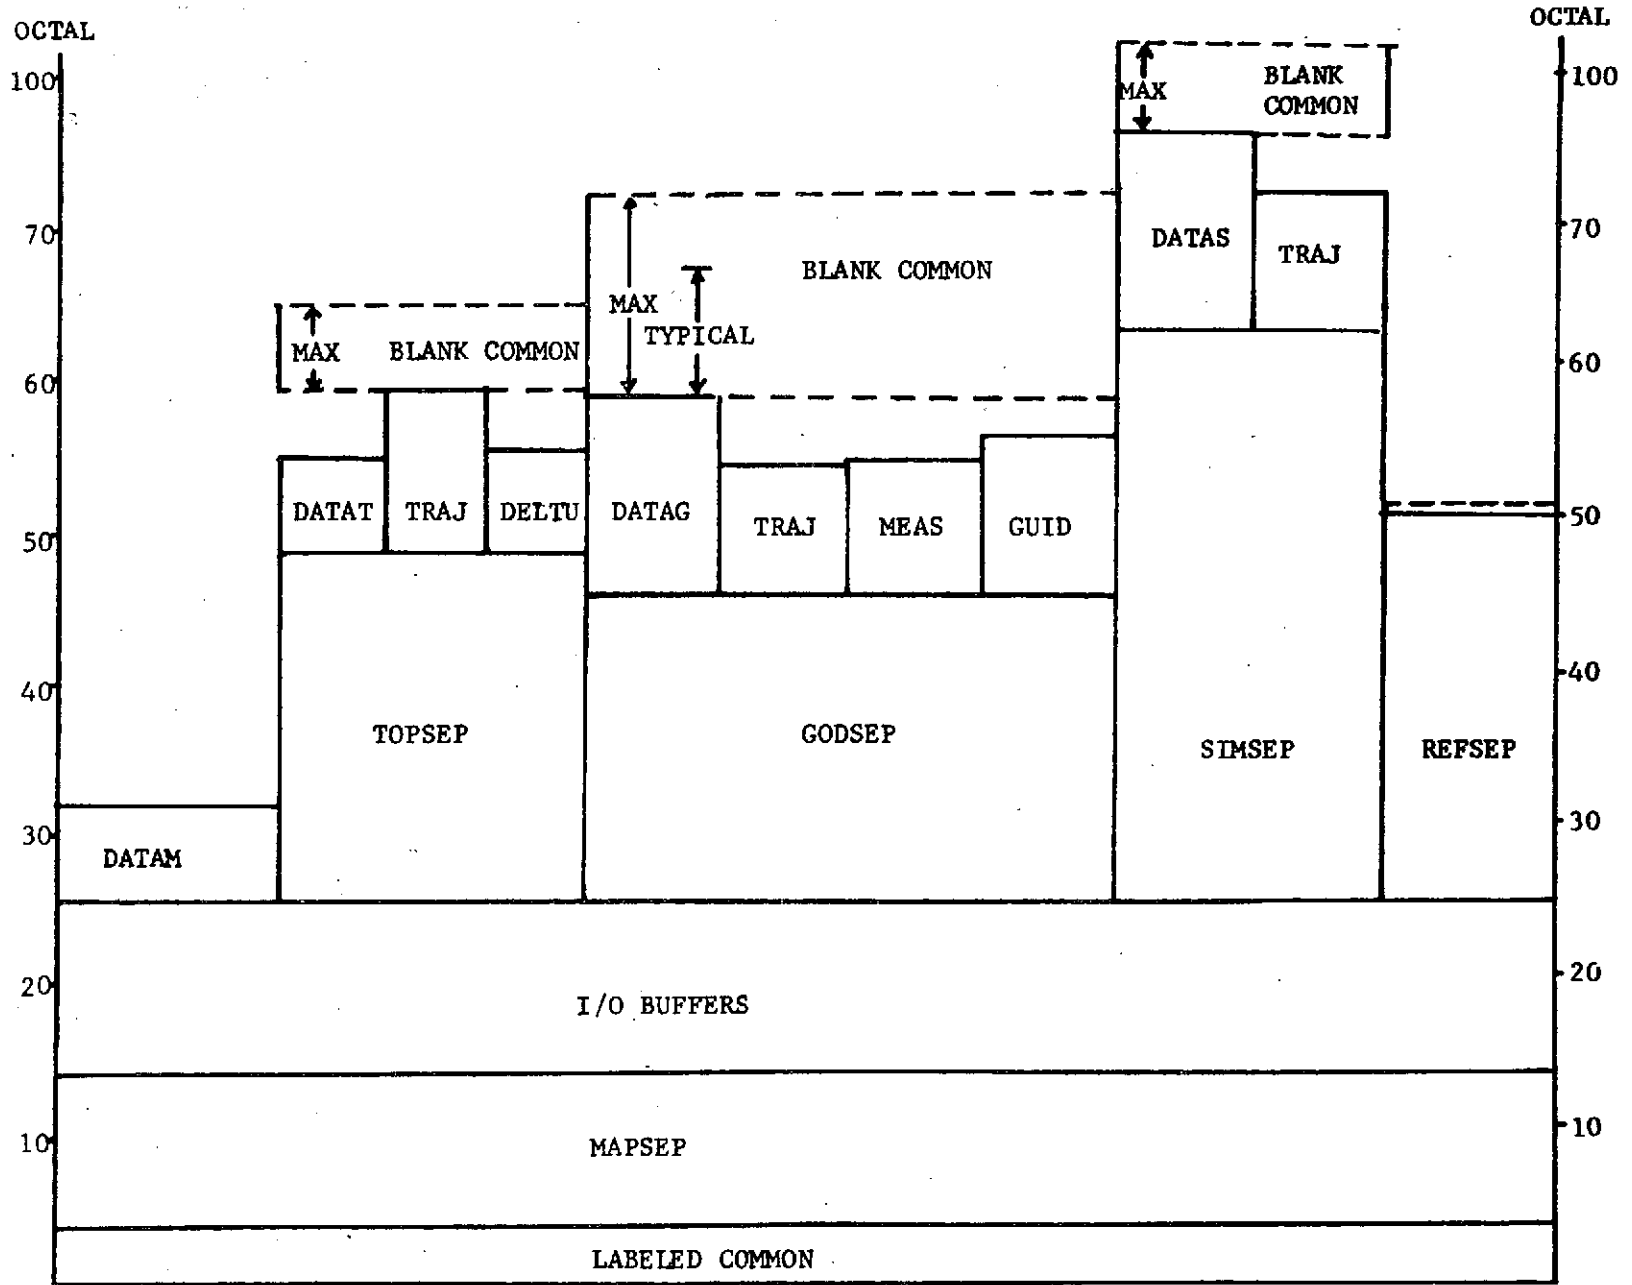 OCTAL
OCTAL
100
100
MAX
BLANK
COMMON
70
70
DATAS
TRAJ
BLANK COMMON
MAX
TYPICAL
MAX
BLANK COMMON
60
60
DATAT
TRAJ
DELTU
DATAG
TRAJ
MEAS
GUID
50
50
40
40
TOPSEP
GODSEP
SIMSEP
REFSEP
30
30
DATAM
20
20
I/O BUFFERS
10
10
MAPSEP
LABELED COMMON